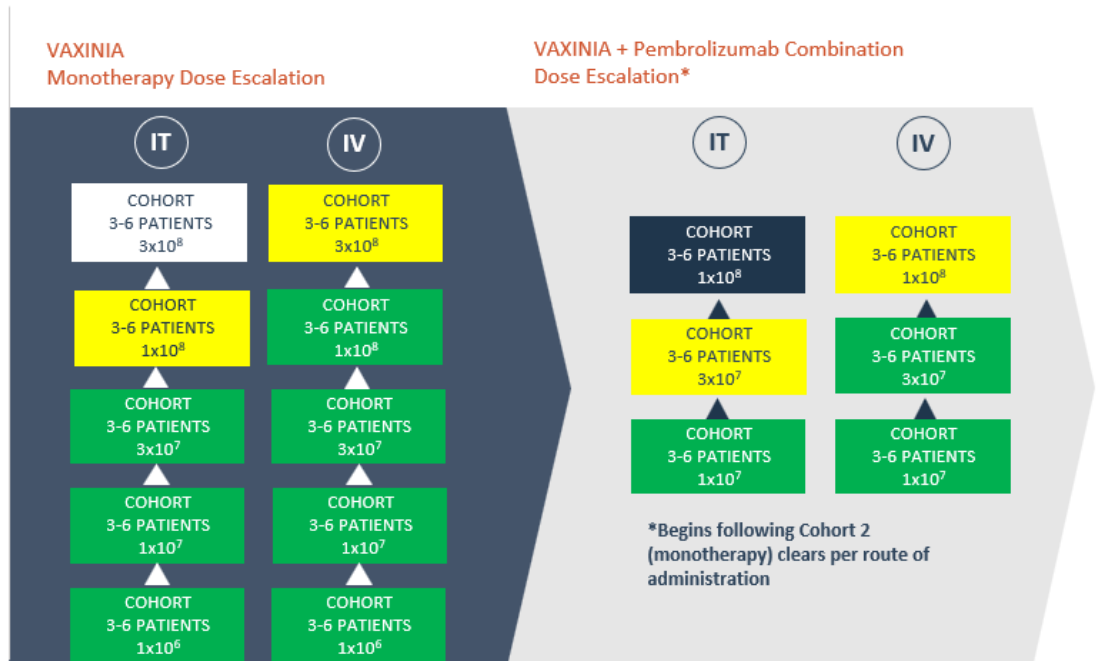 VAXINIA
Monotherapy Dose Escalation
IT
IV
COHORT
3-6 PATIENTS
3x10⁸
COHORT
3-6 PATIENTS
3x10⁸
COHORT
3-6 PATIENTS
1x10⁸
COHORT
3-6 PATIENTS
1x10⁸
COHORT
3-6 PATIENTS
3x10⁷
COHORT
3-6 PATIENTS
3x10⁷
COHORT
3-6 PATIENTS
1x10⁷
COHORT
3-6 PATIENTS
1x10⁷
COHORT
3-6 PATIENTS
1x10⁶
COHORT
3-6 PATIENTS
1x10⁶
VAXINIA + Pembrolizumab Combination
Dose Escalation*
IT
IV
COHORT
3-6 PATIENTS
1x10⁸
COHORT
3-6 PATIENTS
1x10⁸
COHORT
3-6 PATIENTS
3x10⁷
COHORT
3-6 PATIENTS
3x10⁷
COHORT
3-6 PATIENTS
1x10⁷
COHORT
3-6 PATIENTS
1x10⁷
*Begins following Cohort 2
(monotherapy) clears per route of
administration